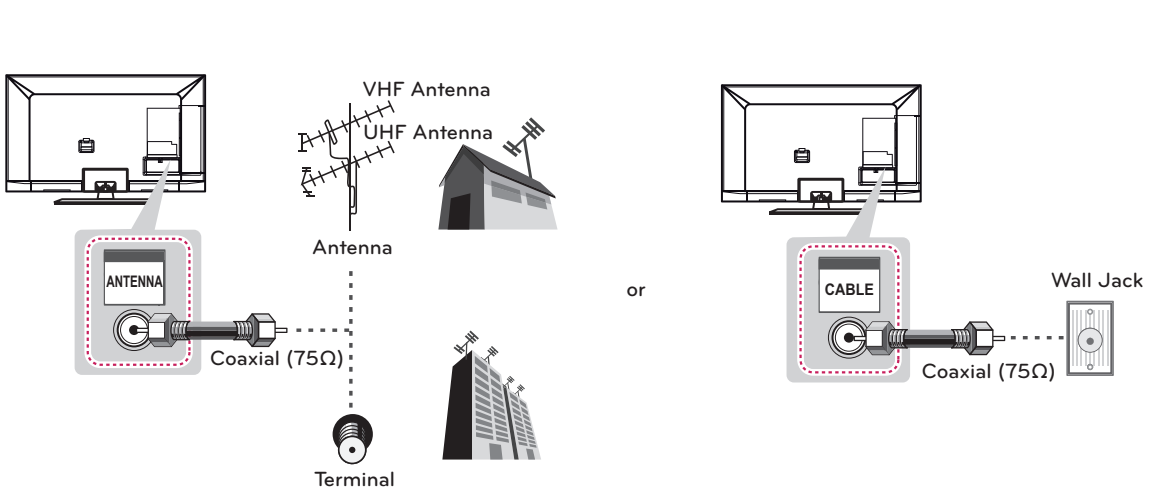 VHF Antenna
UHF Antenna
Antenna
ANTENNA
Coaxial (75Ω)
Terminal
or
CABLE
Wall Jack
Coaxial (75Ω)